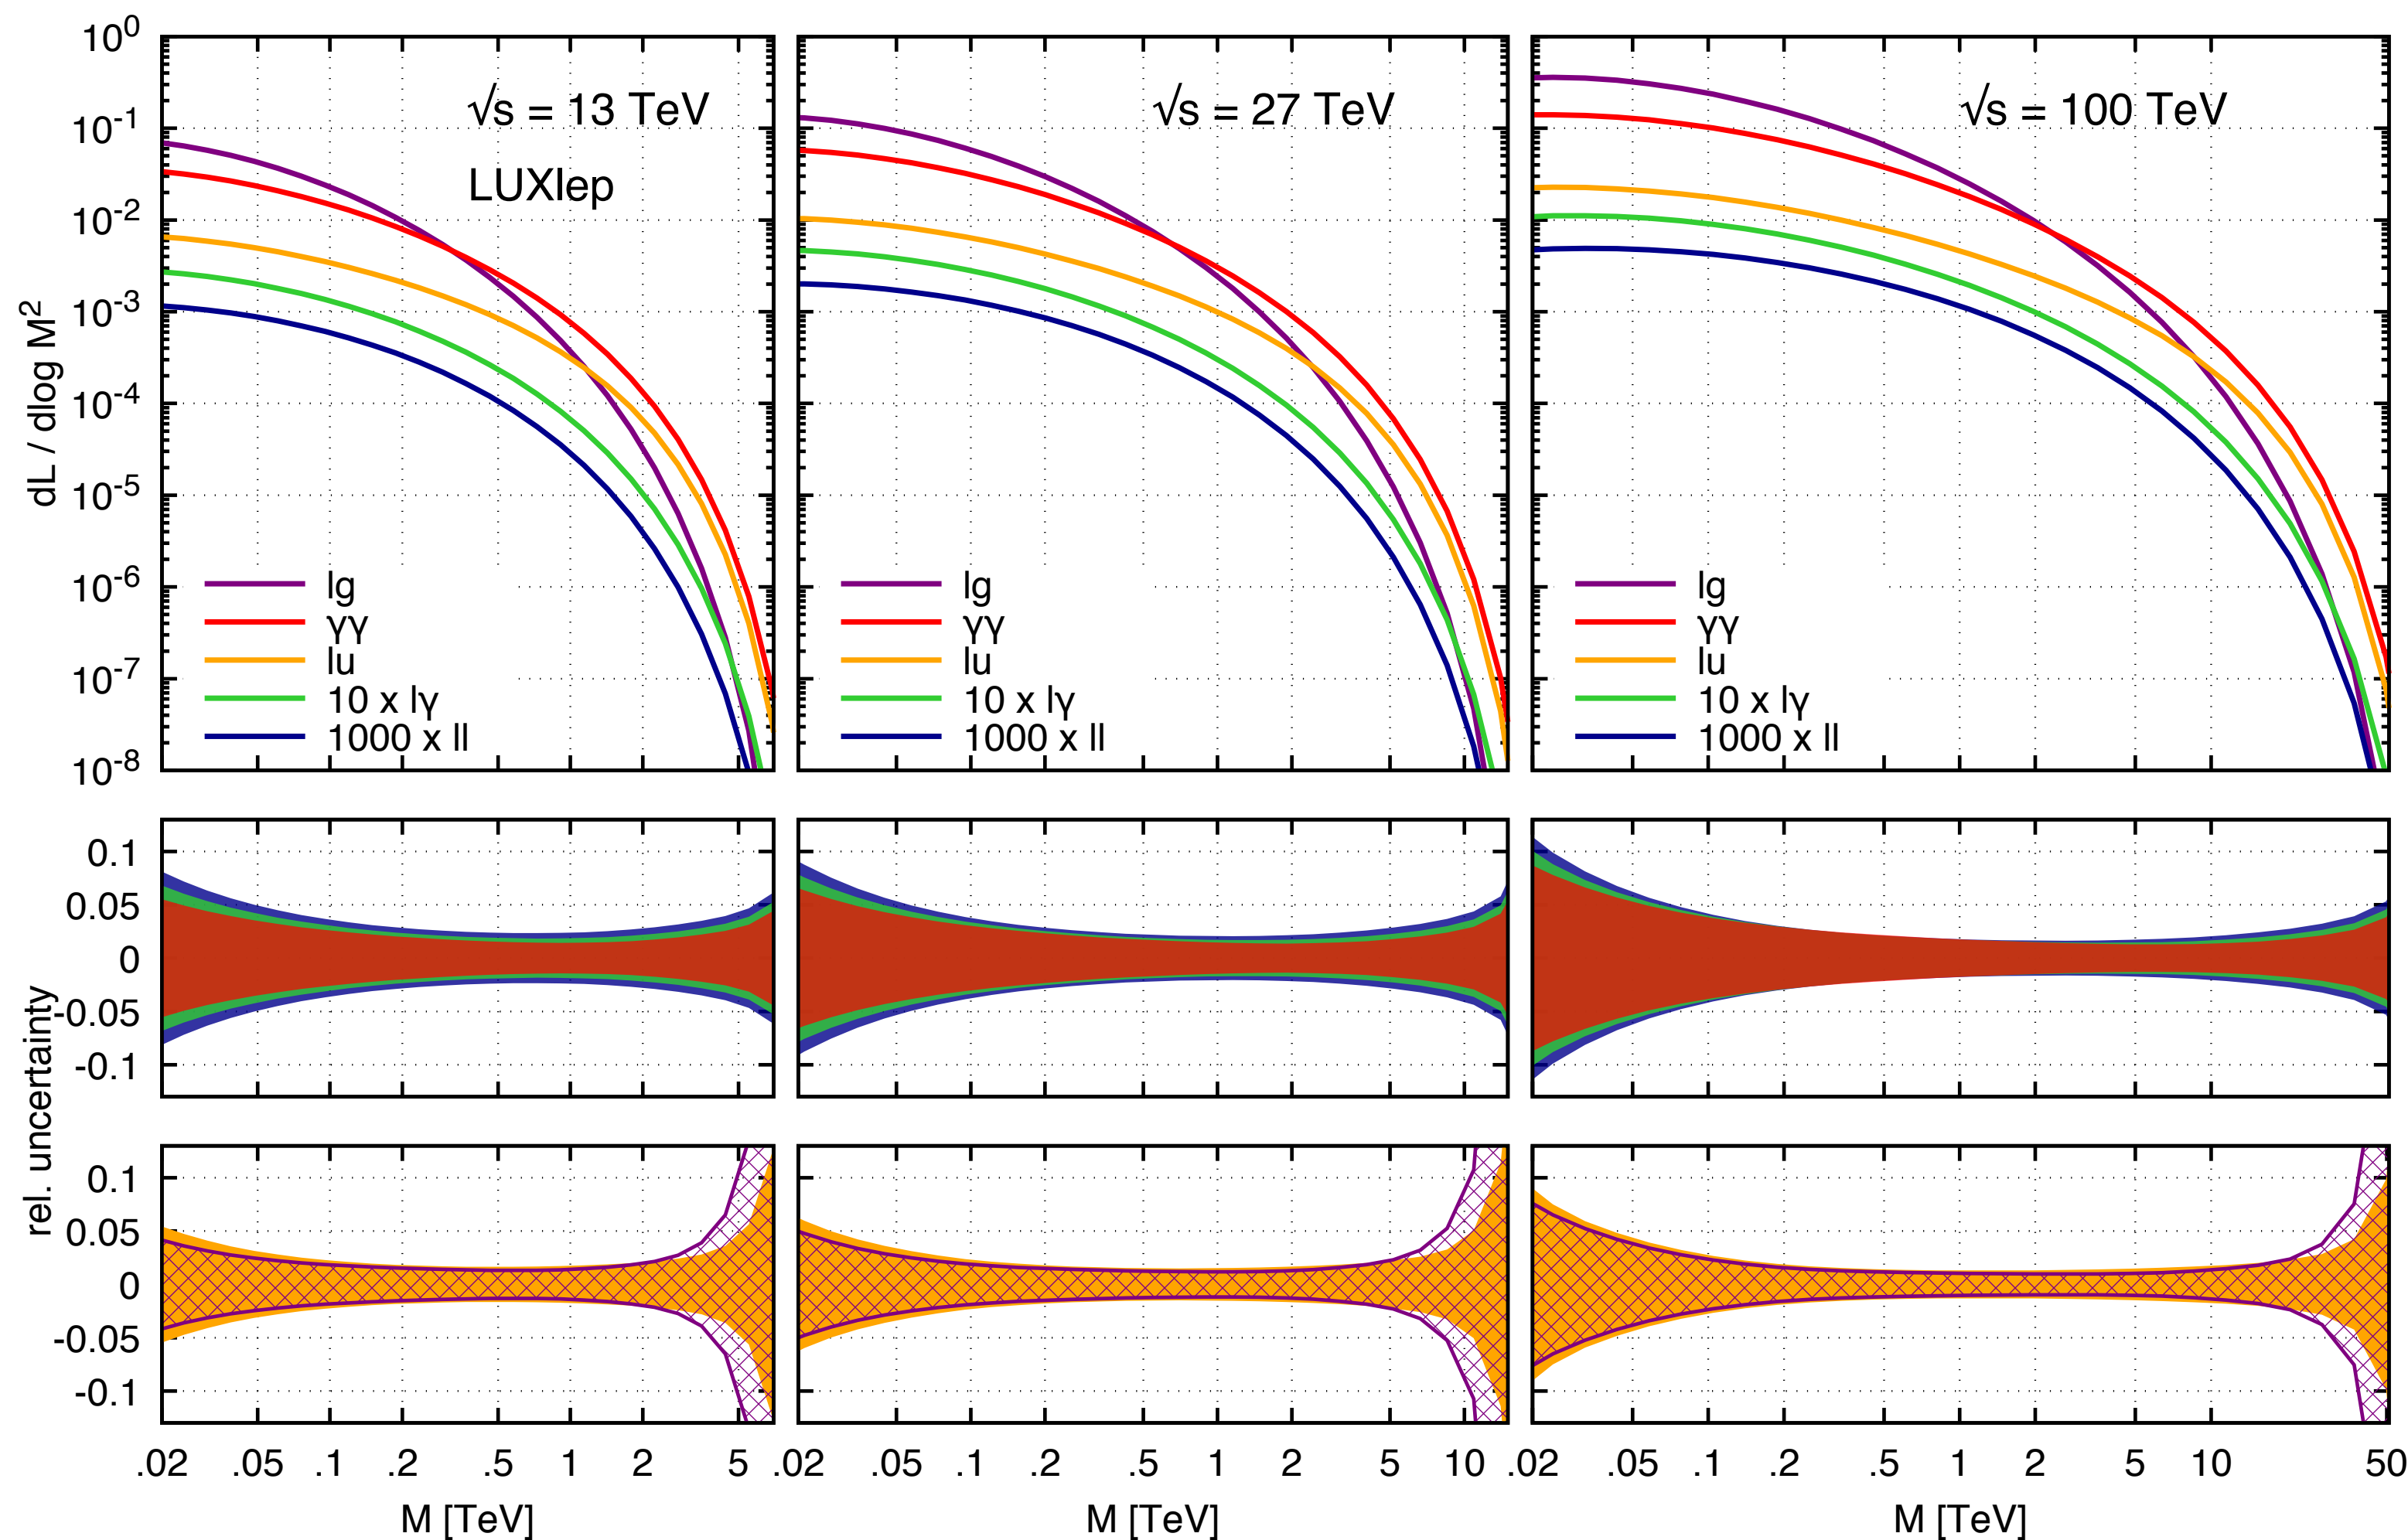 dL / dlog M²
10⁰
10⁻¹
10⁻²
10⁻³
10⁻⁴
10⁻⁵
10⁻⁶
10⁻⁷
10⁻⁸
√s = 13 TeV
LUXlep
lg
γγ
lu
10 x lγ
1000 x ll
√s = 27 TeV
lg
γγ
lu
10 x lγ
1000 x ll
√s = 100 TeV
lg
γγ
lu
10 x lγ
1000 x ll
rel. uncertainty
0.1
0.05
0
-0.05
-0.1
0.1
0.05
0
-0.05
-0.1
.02 .05 .1 .2 .5 1 2 5
M [TeV]
.02 .05 .1 .2 .5 1 2 5 10
M [TeV]
.02 .05 .1 .2 .5 1 2 5 10 50
M [TeV]